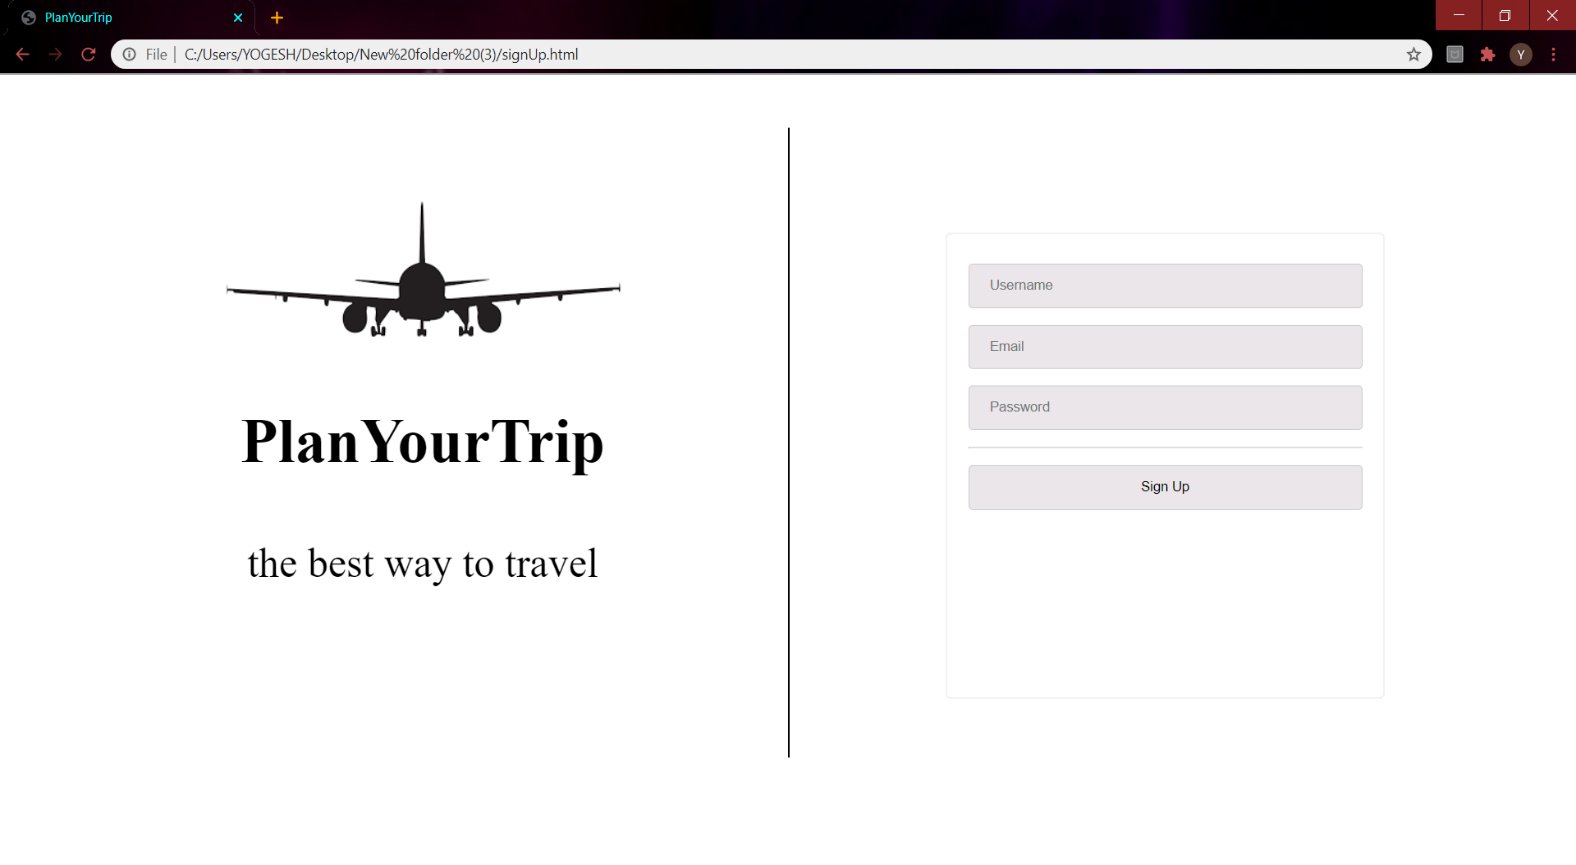 PlanYourTrip
File
C:/Users/YOGESH/Desktop/New%20folder%20(3)/signUp.html
Y
PlanYourTrip
the best way to travel
Username
Email
Password
Sign Up